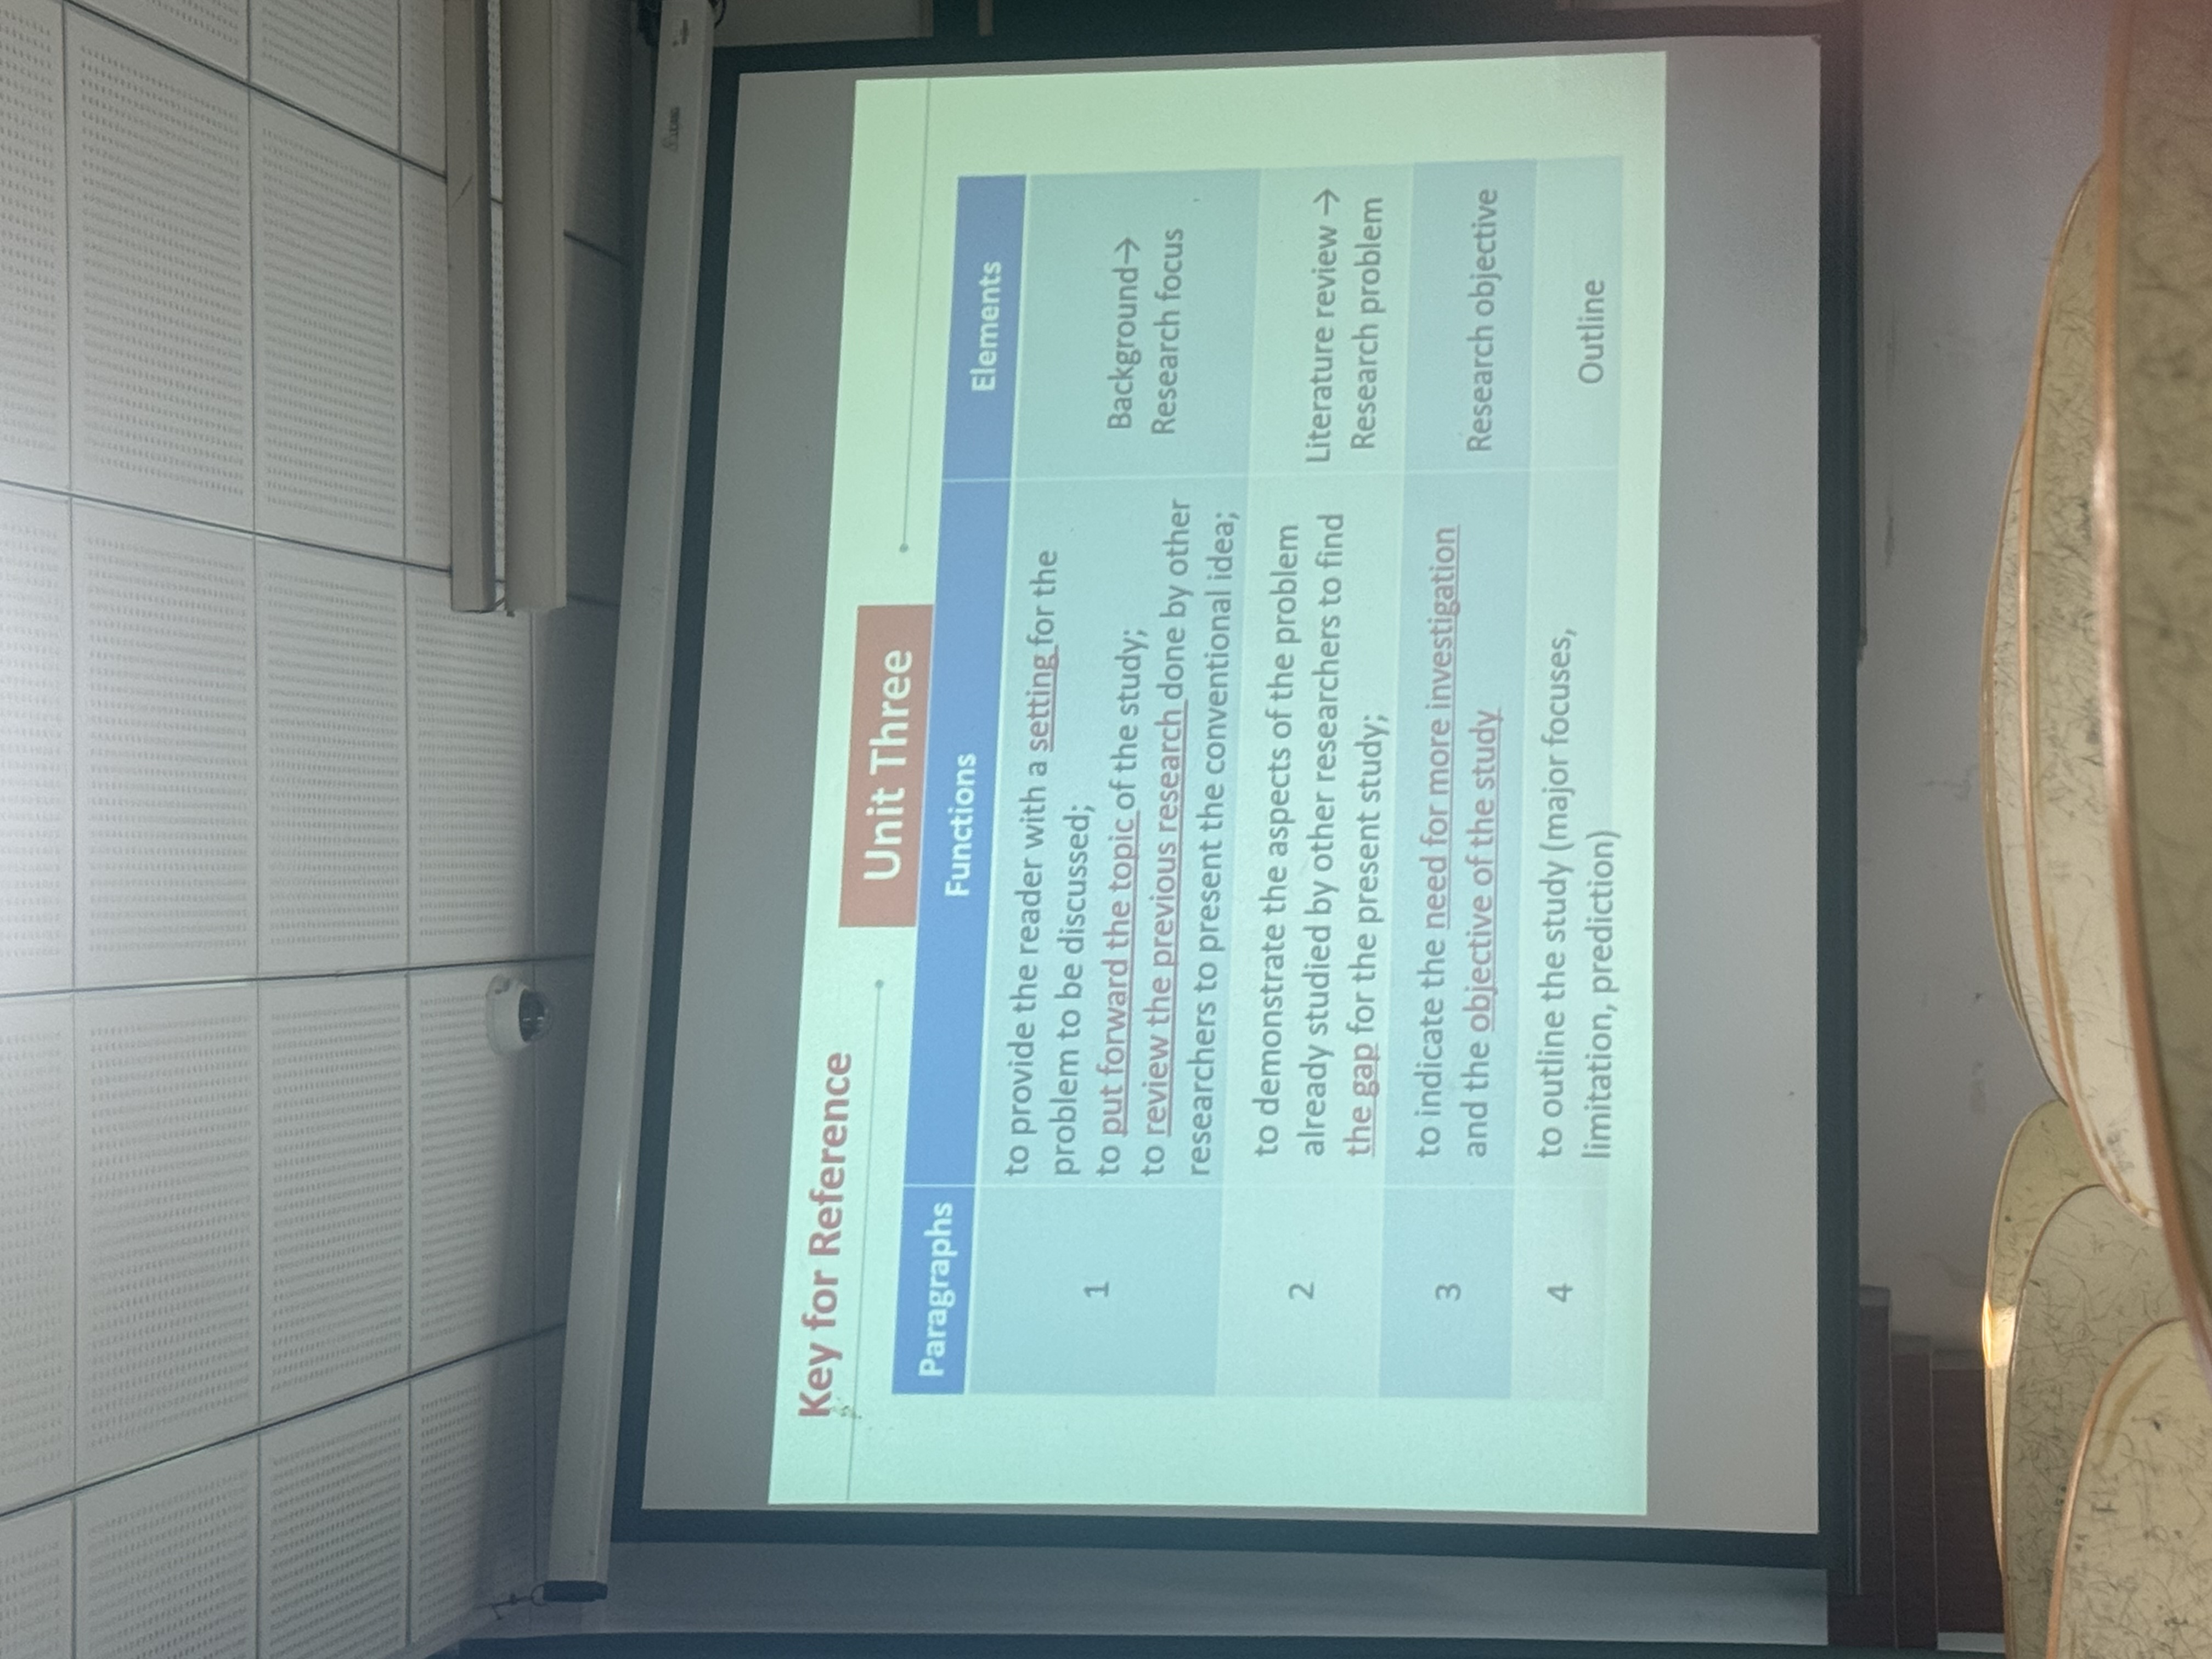 Key for Reference
Unit Three
Paragraphs
Functions
Elements
1
to provide the reader with a setting for the
problem to be discussed;
to put forward the topic of the study;
to review the previous research done by other
researchers to present the conventional idea;
Background→
Research focus
2
to demonstrate the aspects of the problem
already studied by other researchers to find
the gap for the present study;
Literature review →
Research problem
3
to indicate the need for more investigation
and the objective of the study
Research objective
4
to outline the study (major focuses,
limitation, prediction)
Outline